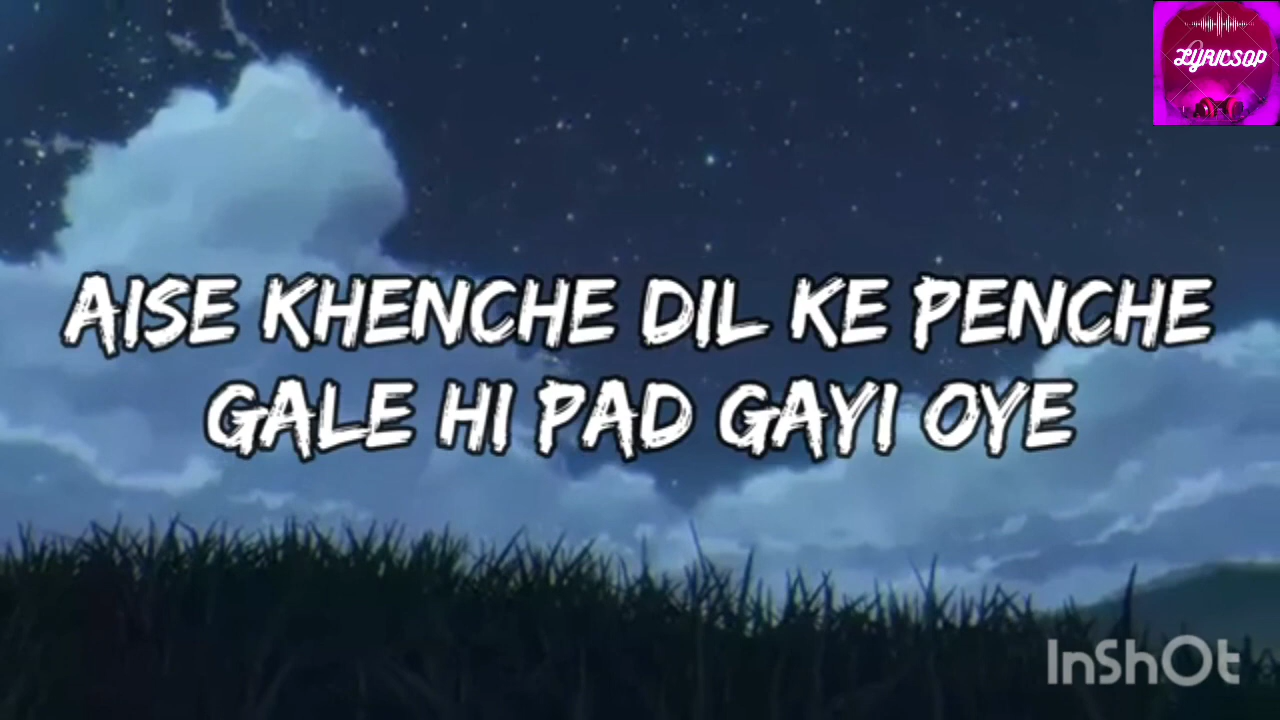 LYRICSOP
AISE KHENCHE DIL KE PENCHE
GALE HI PAD GAYI OYE
InShOt